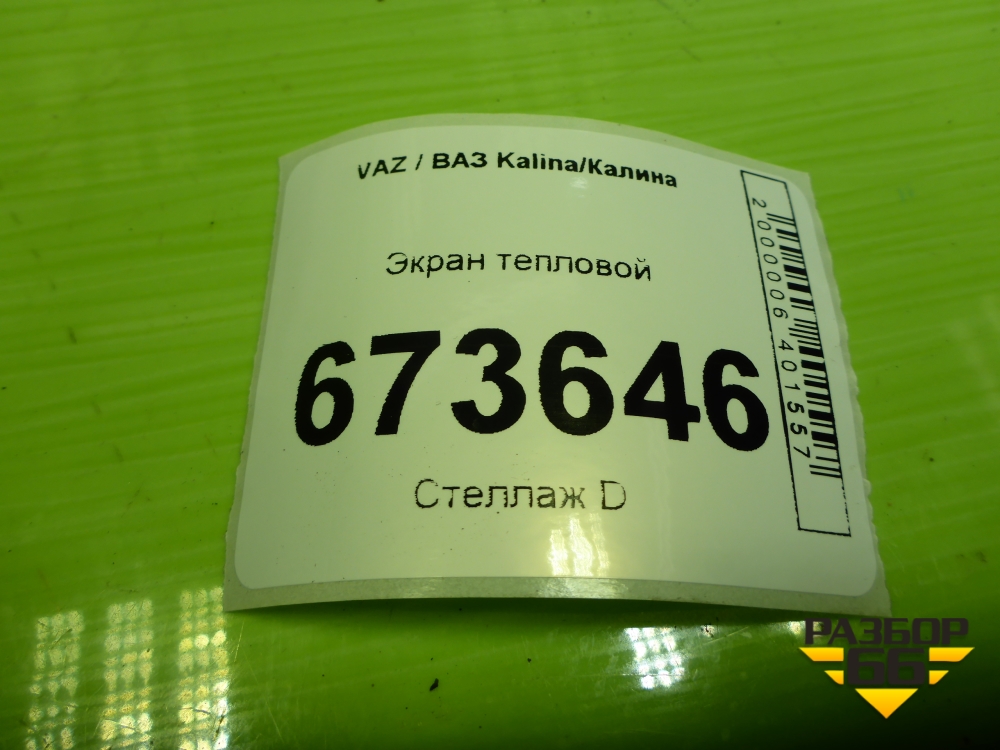 VAZ / ВАЗ Kalina/Калина
Экран тепловой
673646
Стеллаж D
2000006401557
РАЗБОР
66